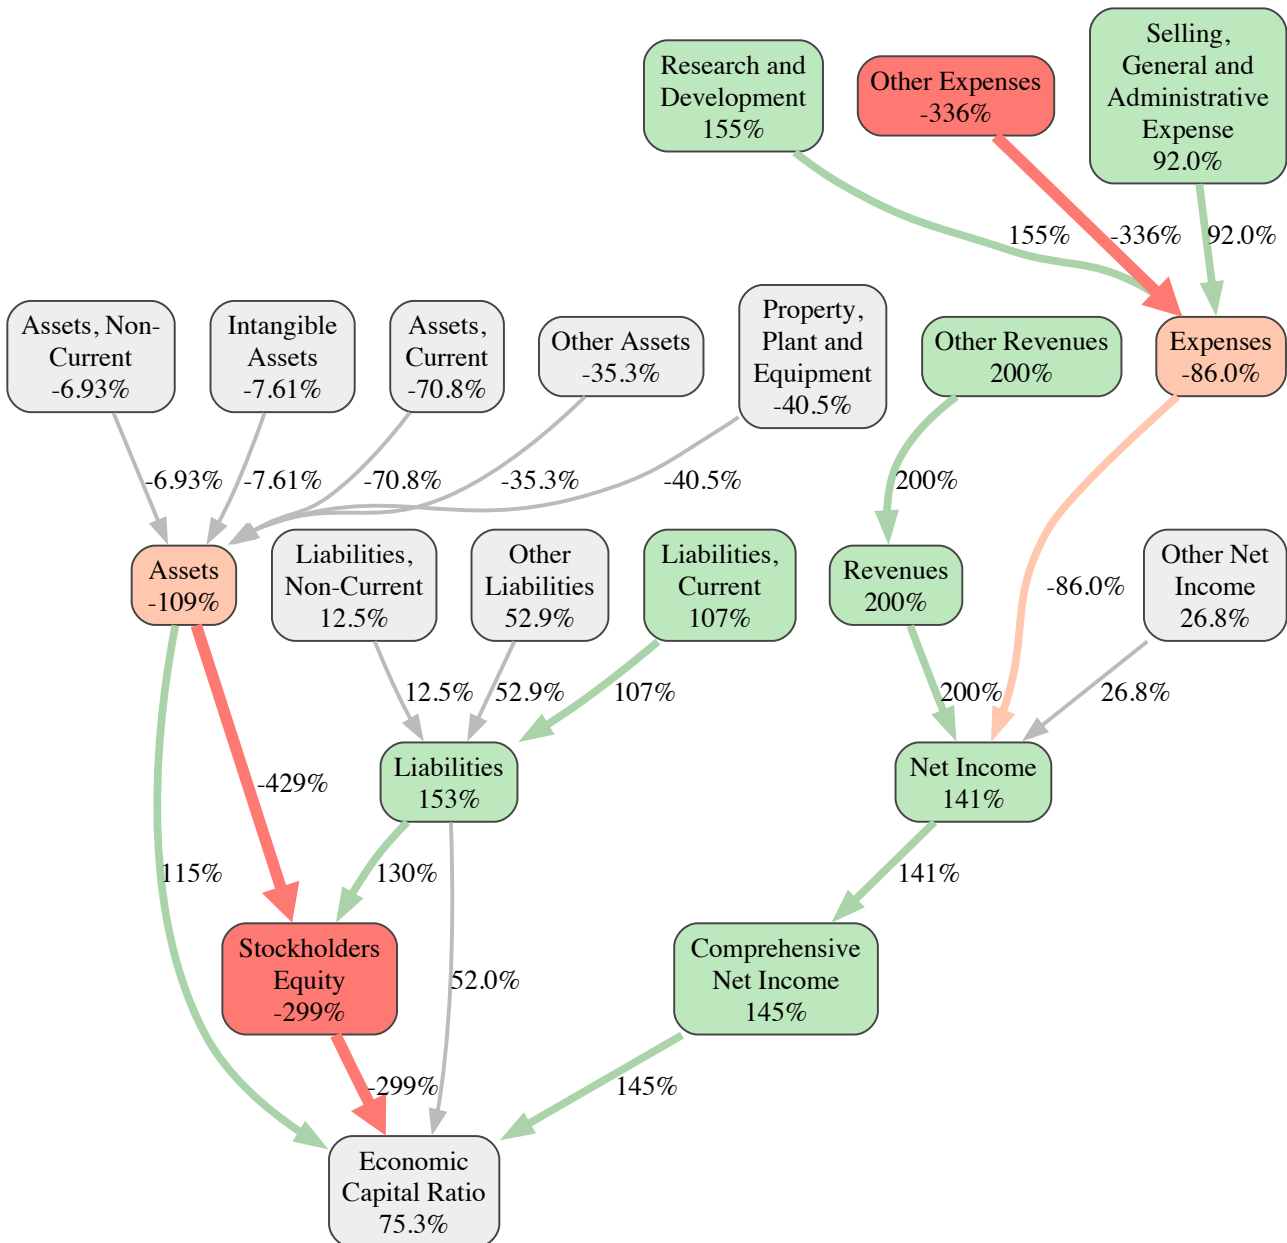 Selling,
General and
Administrative
Expense
92.0%
Research and
Development
155%
Other Expenses
-336%
155%
-336%
92.0%
Assets, Non-
Current
-6.93%
Intangible
Assets
-7.61%
Assets,
Current
-70.8%
Other Assets
-35.3%
Property,
Plant and
Equipment
-40.5%
Other Revenues
200%
Expenses
-86.0%
-6.93%
-7.61%
-70.8%
-35.3%
-40.5%
200%
Assets
-109%
Liabilities,
Non-Current
12.5%
Other
Liabilities
52.9%
Liabilities,
Current
107%
Revenues
200%
-86.0%
Other Net
Income
26.8%
12.5%
52.9%
107%
200%
26.8%
-429%
Liabilities
153%
Net Income
141%
115%
130%
141%
Stockholders
Equity
-299%
52.0%
Comprehensive
Net Income
145%
-299%
145%
Economic
Capital Ratio
75.3%